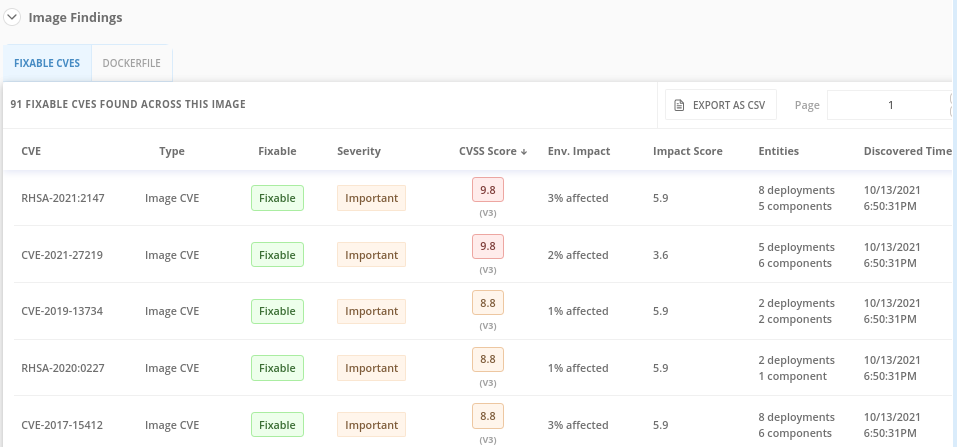 Image Findings
FIXABLE CVES DOCKERFILE
91 FIXABLE CVES FOUND ACROSS THIS IMAGE EXPORT AS CSV Page 1
CVE Type Fixable Severity CVSS Score ↓ Env. Impact Impact Score Entities Discovered Time
RHSA-2021:2147 Image CVE Fixable Important 9.8 (V3) 3% affected 5.9 8 deployments 5 components 10/13/2021 6:50:31PM
CVE-2021-27219 Image CVE Fixable Important 9.8 (V3) 2% affected 3.6 5 deployments 6 components 10/13/2021 6:50:31PM
CVE-2019-13734 Image CVE Fixable Important 8.8 (V3) 1% affected 5.9 2 deployments 2 components 10/13/2021 6:50:31PM
RHSA-2020:0227 Image CVE Fixable Important 8.8 (V3) 1% affected 5.9 2 deployments 1 component 10/13/2021 6:50:31PM
CVE-2017-15412 Image CVE Fixable Important 8.8 (V3) 3% affected 5.9 8 deployments 6 components 10/13/2021 6:50:31PM